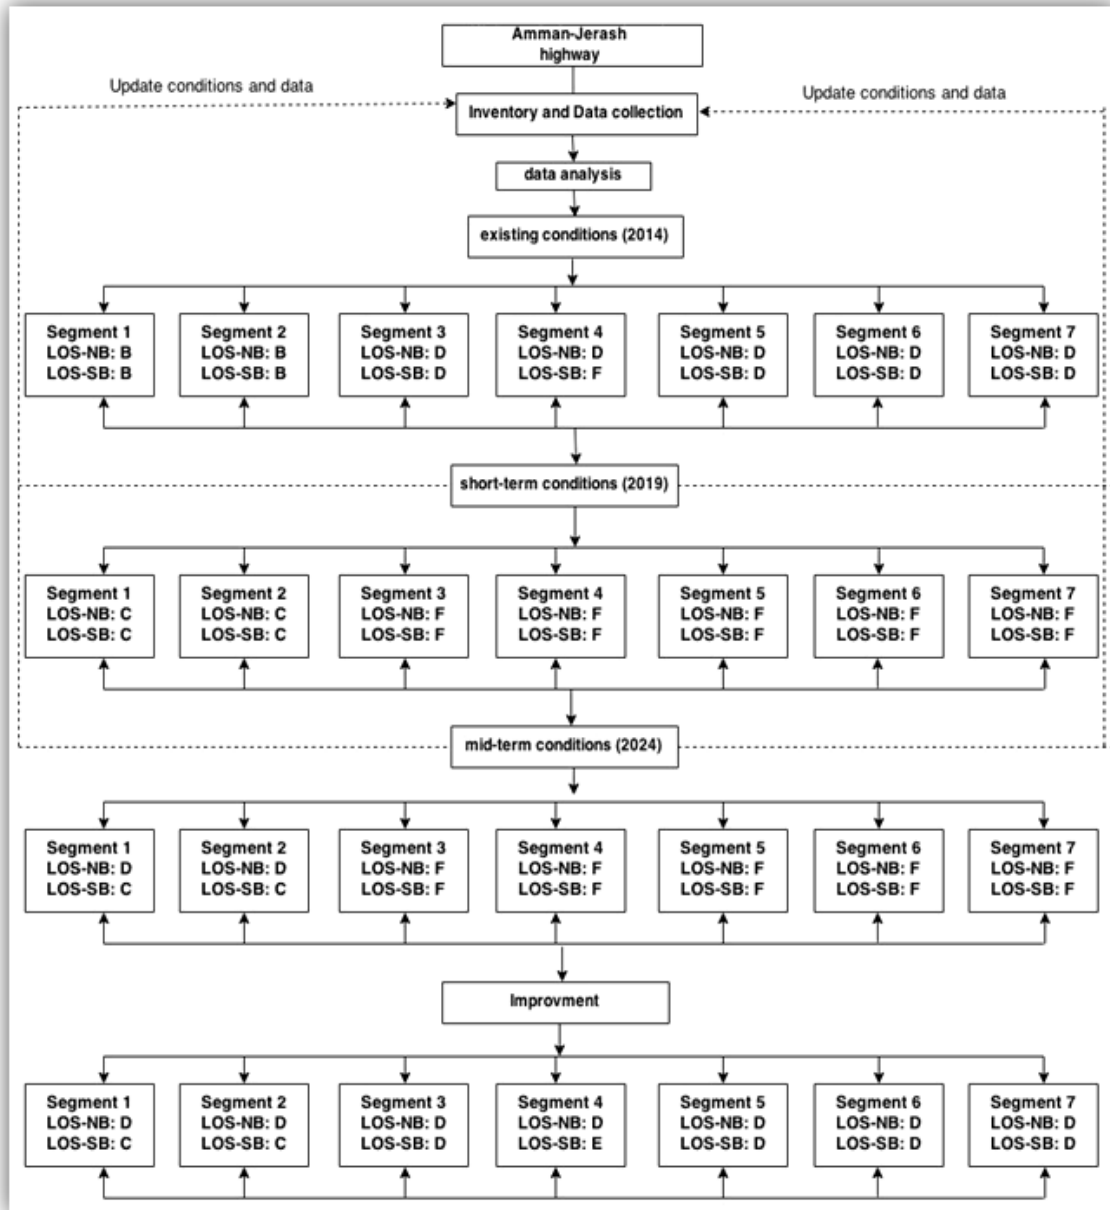 Amman-Jerash
highway
Update conditions and data
Update conditions and data
Inventory and Data collection
data analysis
existing conditions (2014)
Segment 1
LOS-NB: B
LOS-SB: B
Segment 2
LOS-NB: B
LOS-SB: B
Segment 3
LOS-NB: D
LOS-SB: D
Segment 4
LOS-NB: D
LOS-SB: F
Segment 5
LOS-NB: D
LOS-SB: D
Segment 6
LOS-NB: D
LOS-SB: D
Segment 7
LOS-NB: D
LOS-SB: D
short-term conditions (2019)
Segment 1
LOS-NB: C
LOS-SB: C
Segment 2
LOS-NB: C
LOS-SB: C
Segment 3
LOS-NB: F
LOS-SB: F
Segment 4
LOS-NB: F
LOS-SB: F
Segment 5
LOS-NB: F
LOS-SB: F
Segment 6
LOS-NB: F
LOS-SB: F
Segment 7
LOS-NB: F
LOS-SB: F
mid-term conditions (2024)
Segment 1
LOS-NB: D
LOS-SB: C
Segment 2
LOS-NB: D
LOS-SB: C
Segment 3
LOS-NB: F
LOS-SB: F
Segment 4
LOS-NB: F
LOS-SB: F
Segment 5
LOS-NB: F
LOS-SB: F
Segment 6
LOS-NB: F
LOS-SB: F
Segment 7
LOS-NB: F
LOS-SB: F
Improvment
Segment 1
LOS-NB: D
LOS-SB: C
Segment 2
LOS-NB: D
LOS-SB: C
Segment 3
LOS-NB: D
LOS-SB: D
Segment 4
LOS-NB: D
LOS-SB: E
Segment 5
LOS-NB: D
LOS-SB: D
Segment 6
LOS-NB: D
LOS-SB: D
Segment 7
LOS-NB: D
LOS-SB: D